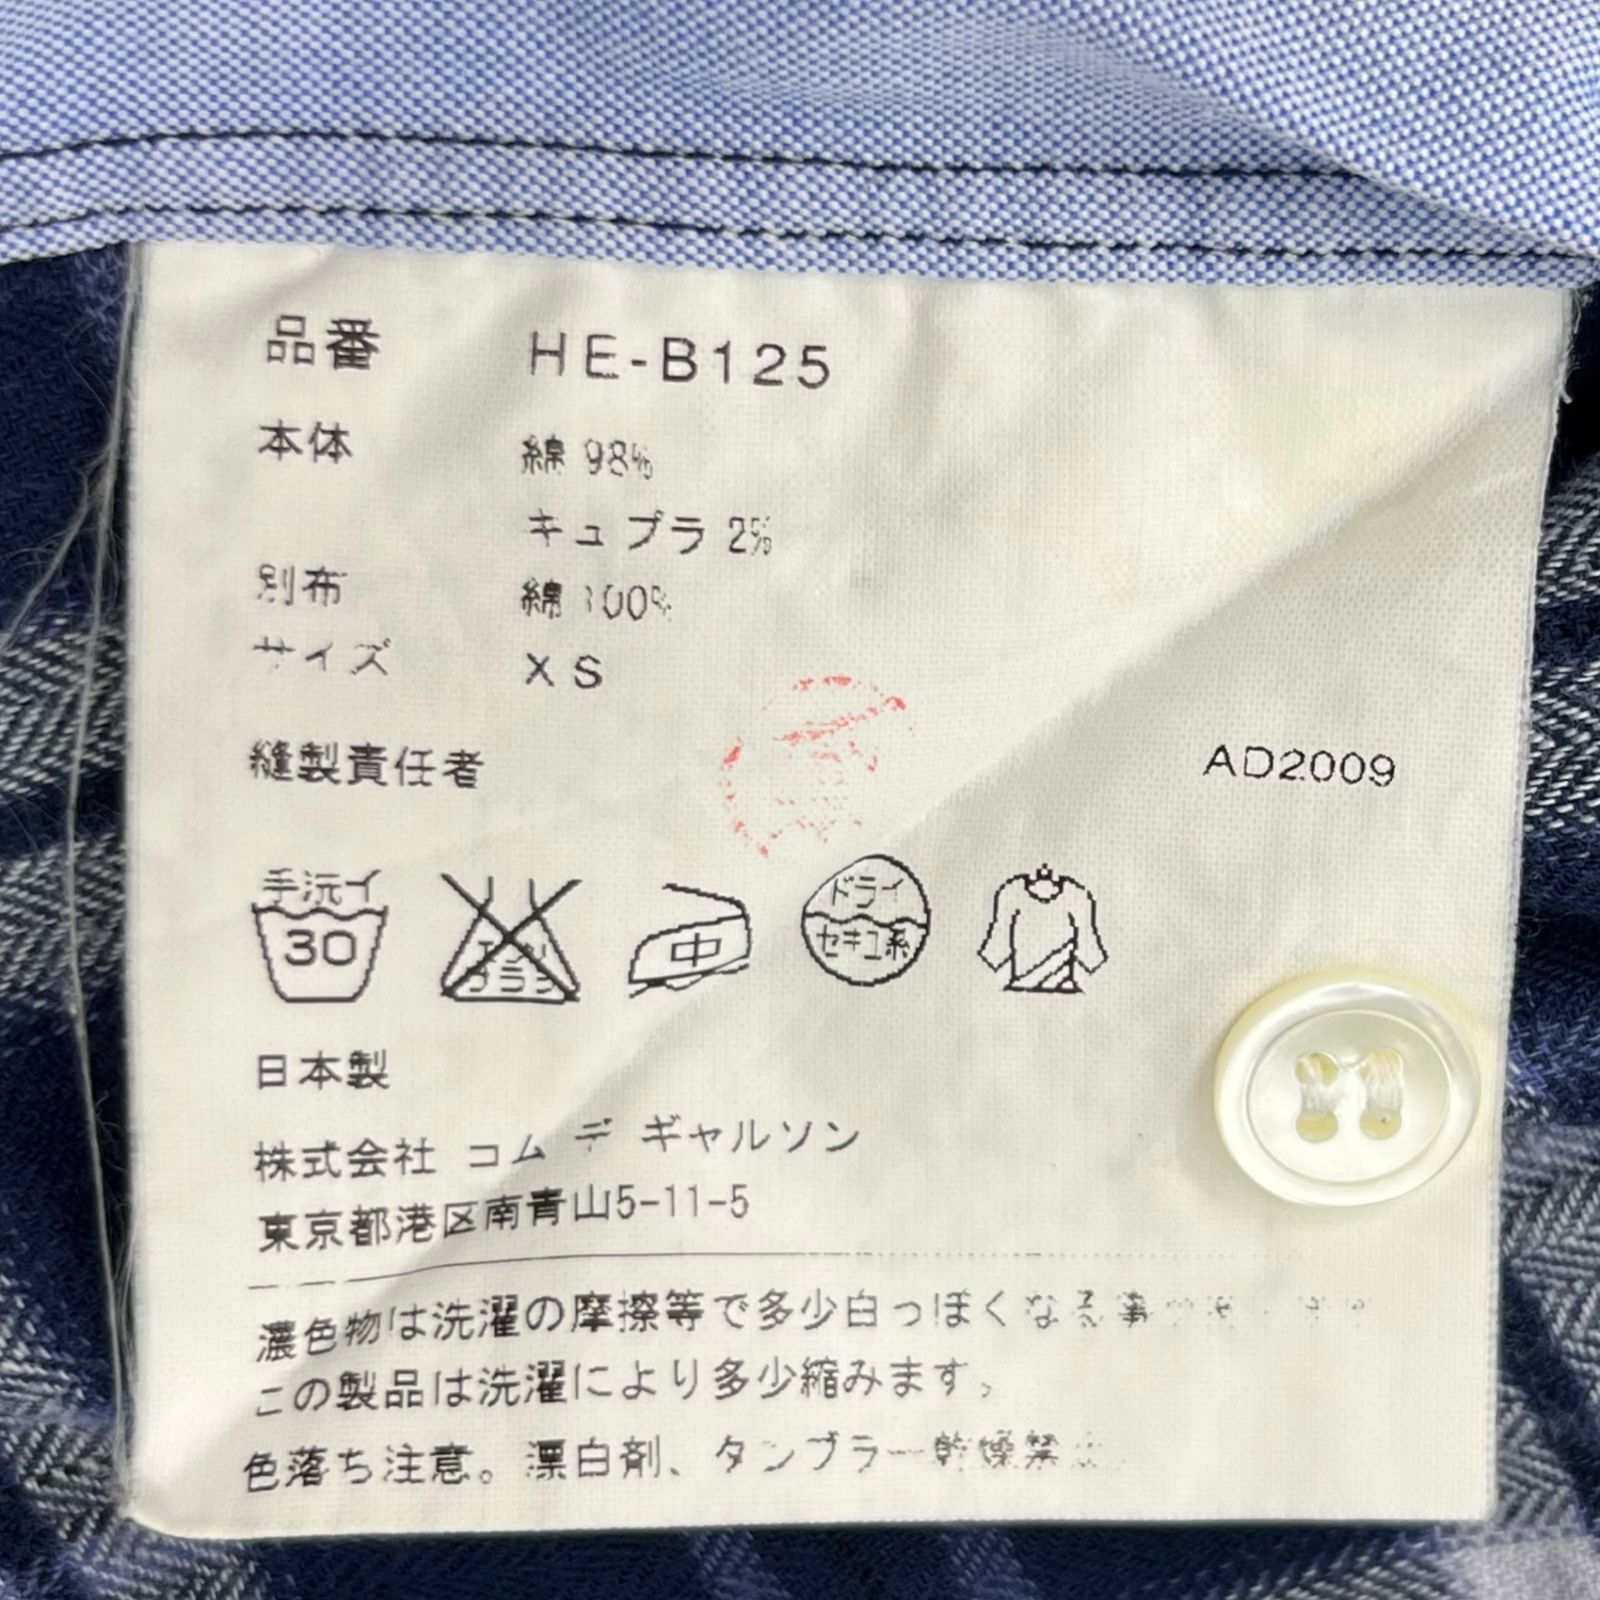 品番 HE-B125
本体 綿 98%
キュプラ 2%
別布 綿 100%
サイズ XS
縫製責任者
AD2009
手洗イ
30
中
ドライ
セキユ系
日本製
株式会社 コム デ ギャルソン
東京都港区南青山5-11-5
濃色物は洗濯の摩擦等で多少白っぽくなる事
この製品は洗濯により多少縮みます。
色落ち注意。漂白剤、タンブラー乾燥禁